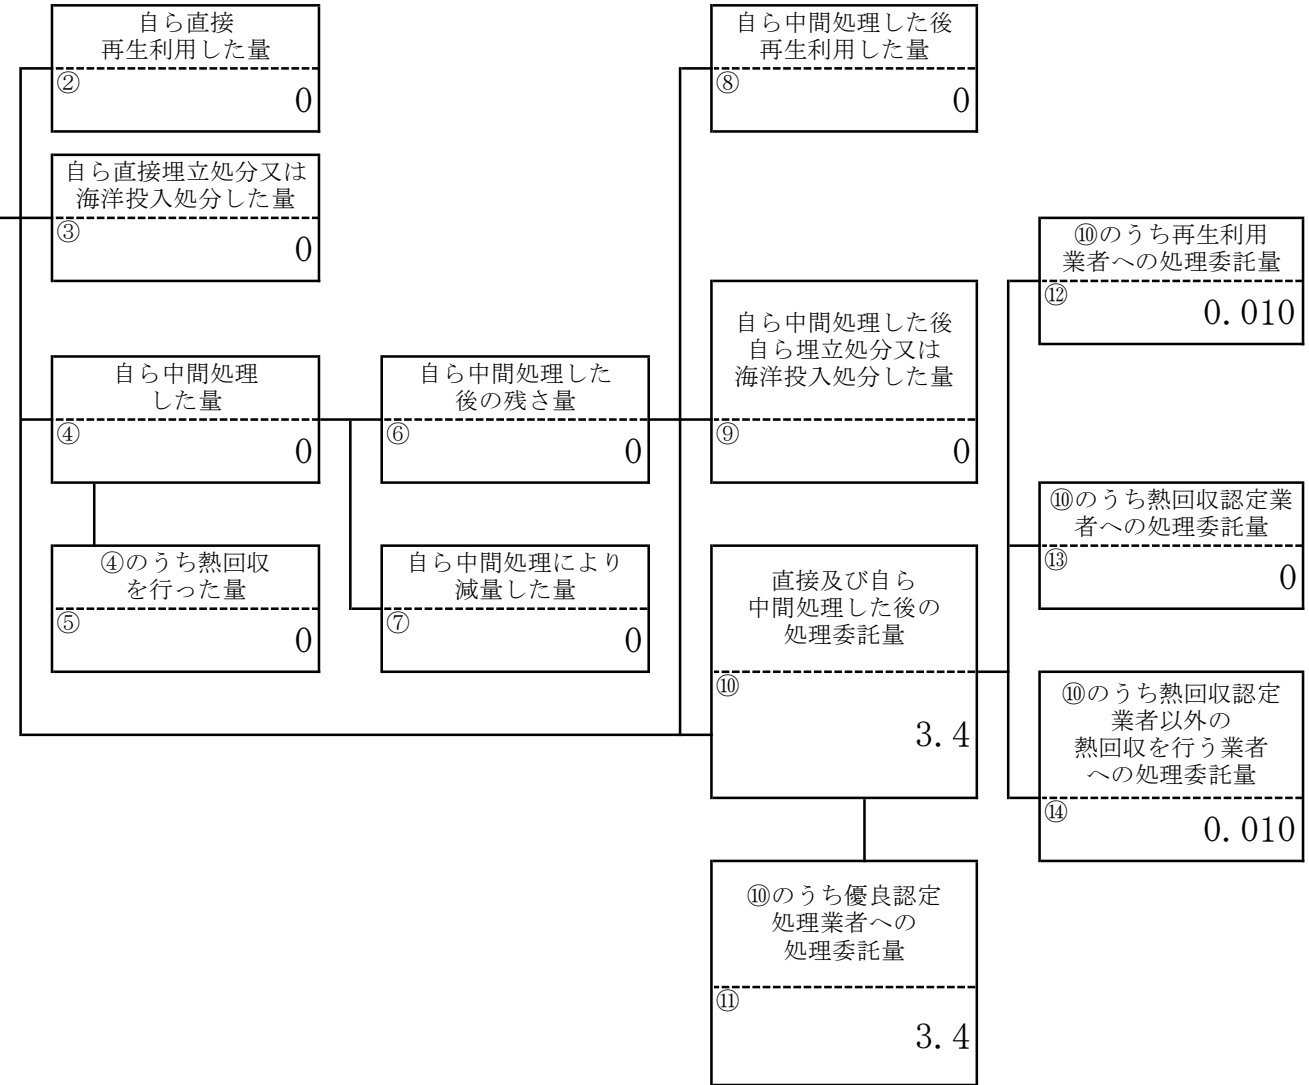 自ら直接
再生利用した量
②
0
自ら中間処理した後
再生利用した量
⑧
0
自ら直接埋立処分又は
海洋投入処分した量
③
0
⑩のうち再生利用
業者への処理委託量
⑫
0.010
自ら中間処理した後
自ら埋立処分又は
海洋投入処分した量
⑨
0
自ら中間処理
した量
④
0
自ら中間処理した
後の残さ量
⑥
0
⑩のうち熱回収認定業
者への処理委託量
⑬
0
④のうち熱回収
を行った量
⑤
0
自ら中間処理により
減量した量
⑦
0
直接及び自ら
中間処理した後の
処理委託量
⑩
3.4
⑩のうち熱回収認定
業者以外の
熱回収を行う業者
への処理委託量
⑭
0.010
⑩のうち優良認定
処理業者への
処理委託量
⑪
3.4